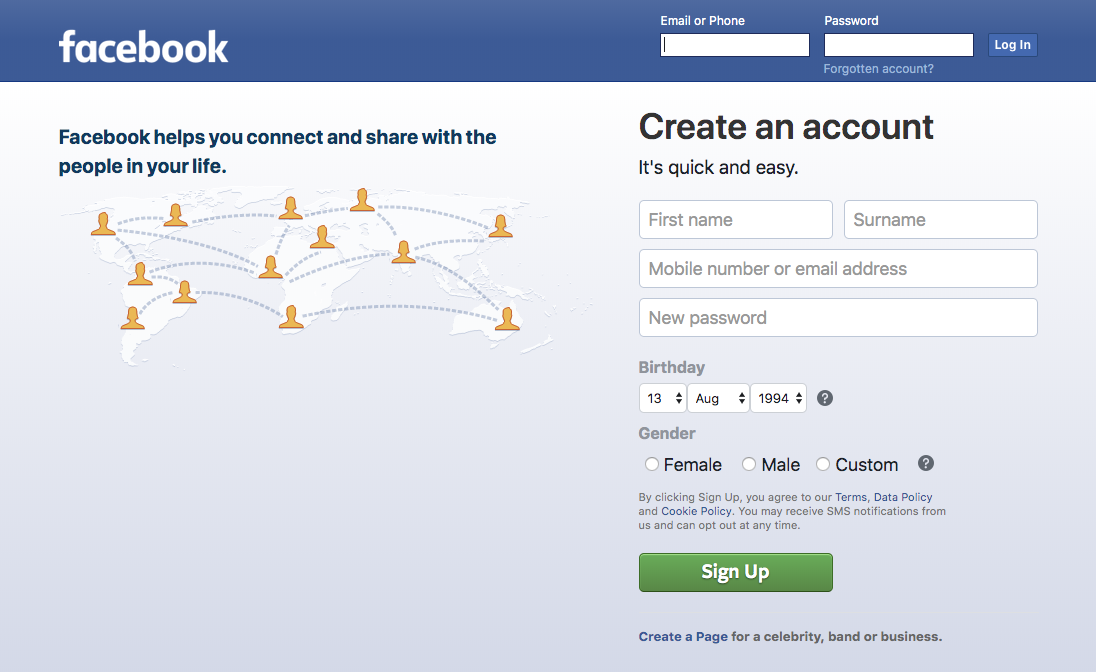 facebook
Email or Phone
Password
Log In
Forgotten account?
Facebook helps you connect and share with the
people in your life.
Create an account
It's quick and easy.
First name
Surname
Mobile number or email address
New password
Birthday
13
Aug
1994
?
Gender
Female
Male
Custom
?
By clicking Sign Up, you agree to our Terms, Data Policy
and Cookie Policy. You may receive SMS notifications from
us and can opt out at any time.
Sign Up
Create a Page for a celebrity, band or business.